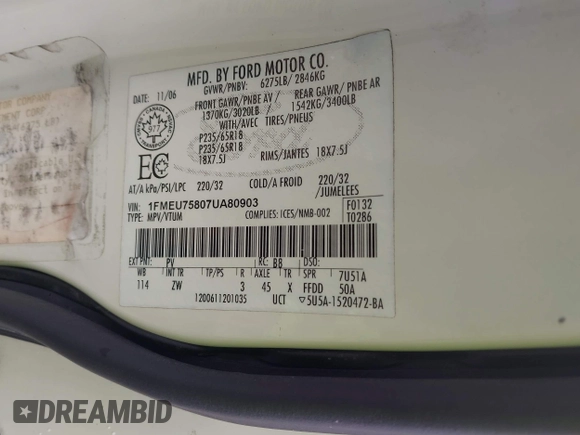 MFD. BY FORD MOTOR CO.
DATE: 11/06
GVWR/PNBV: 6275LB/ 2846KG
FRONT GAWR/ PNBE AV
1370KG/3020LB
REAR GAWR/ PNBE AR
1542KG/3400LB
WITH/AVEC TIRES/PNEUS
P235/65R18
P235/65R18
18X7.5J
RIMS/JANTES 18X7.5J
CANADA
977
EC
AT/A kPa/PSI/LPC 220/32 COLD/A FROID 220/32
/JUMELEES
VIN: 1FMEU75807UA80903
TYPE: MPV/VTUM
COMPLIES: ICES/NMB-002
F0132
T0286
EXT PNT: PV RC: BB DSO:
WB INT TR TP/PS R AXLE TR SPR 7U51A
114 ZW 3 45 X FFDD 50A
1200611201035 UCT 5U5A-1520472-BA
COMPANY
DREAMBID